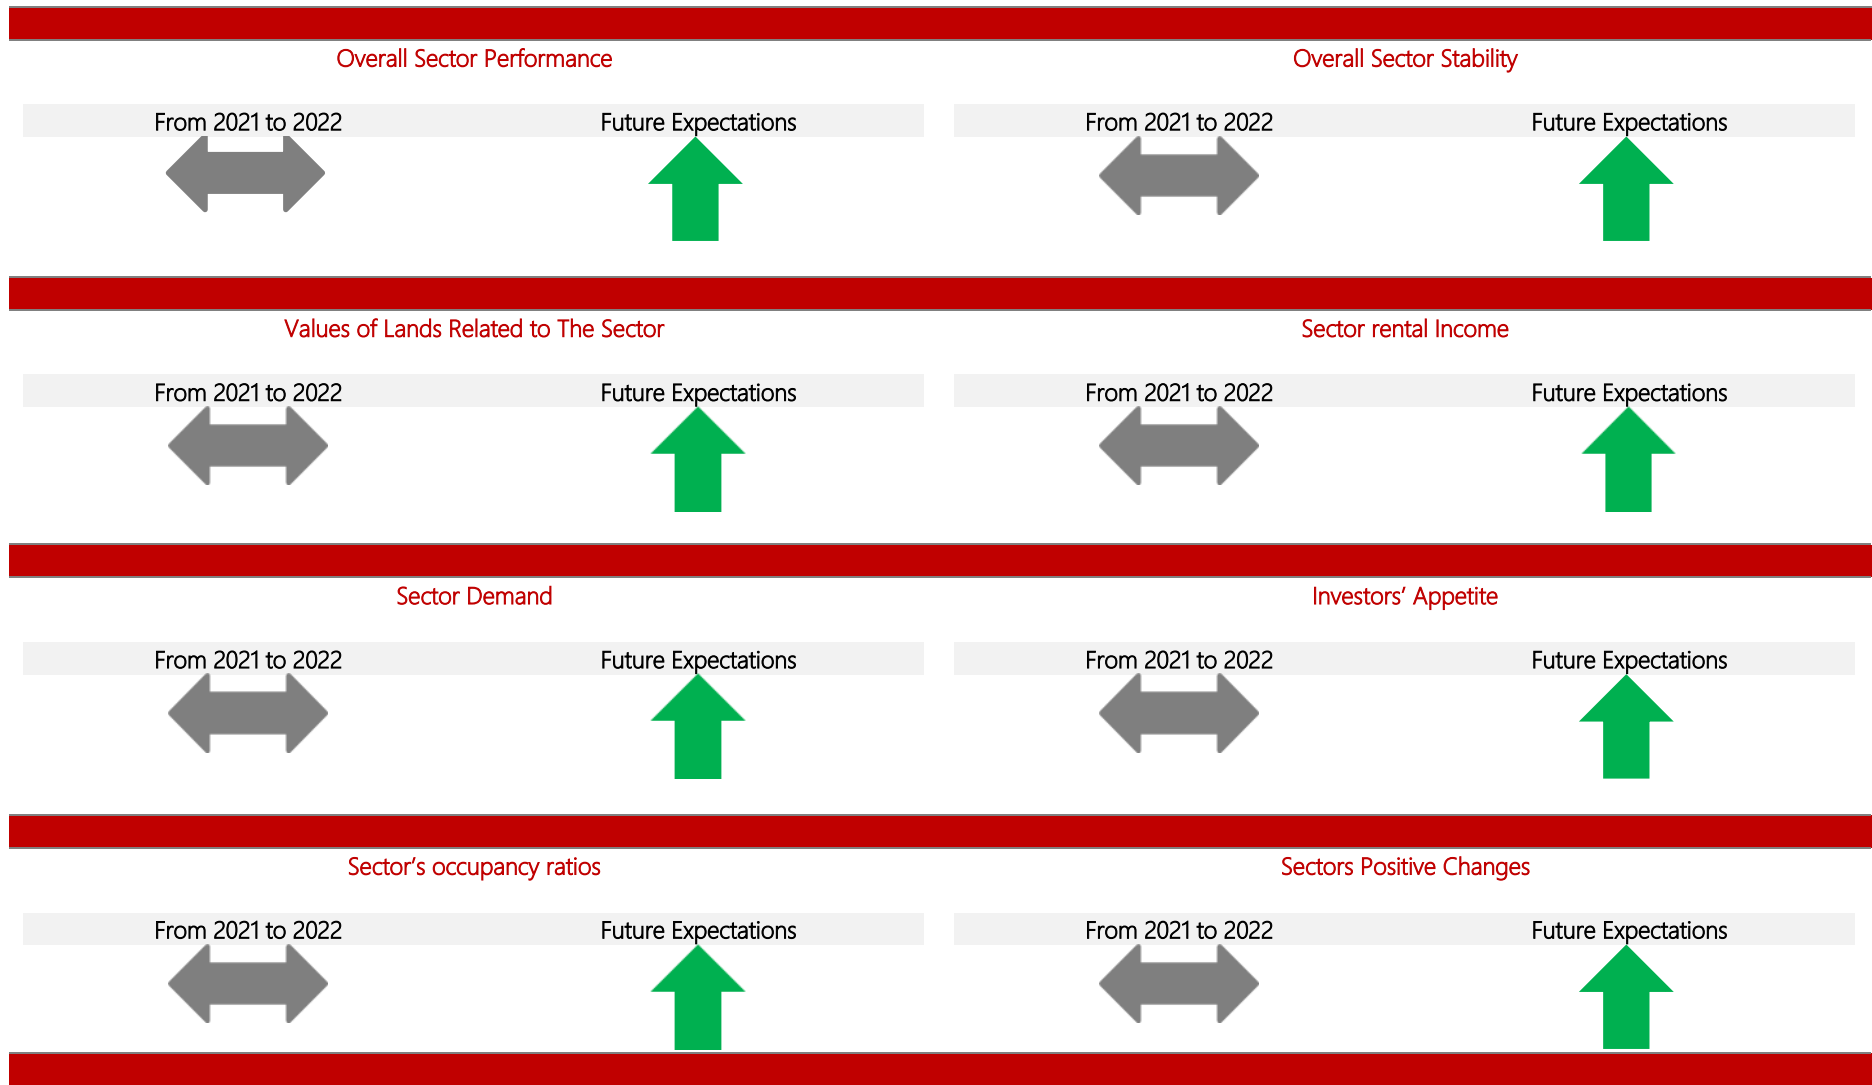 Overall Sector Performance
Overall Sector Stability
From 2021 to 2022
Future Expectations
From 2021 to 2022
Future Expectations
Values of Lands Related to The Sector
Sector rental Income
From 2021 to 2022
Future Expectations
From 2021 to 2022
Future Expectations
Sector Demand
Investors’ Appetite
From 2021 to 2022
Future Expectations
From 2021 to 2022
Future Expectations
Sector’s occupancy ratios
Sectors Positive Changes
From 2021 to 2022
Future Expectations
From 2021 to 2022
Future Expectations